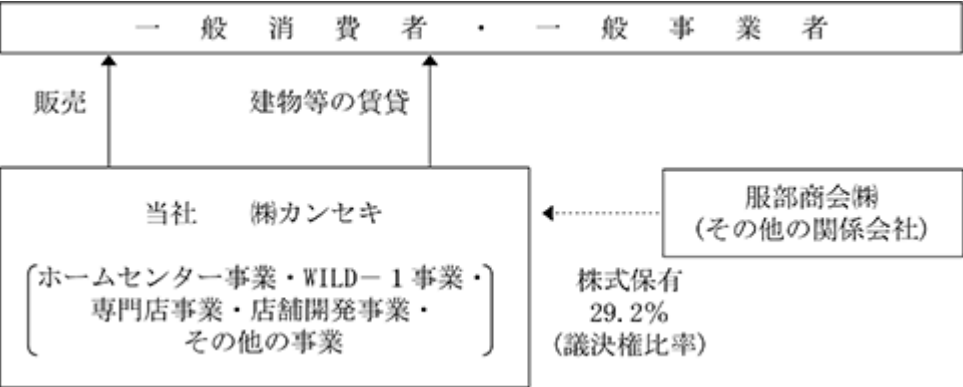 一般消費者・一般事業者
販売
建物等の賃貸
当社 ㈱カンセキ
ホームセンター事業・WILD－1事業・
専門店事業・店舗開発事業・
その他の事業
服部商会㈱
(その他の関係会社)
株式保有
29.2%
(議決権比率)